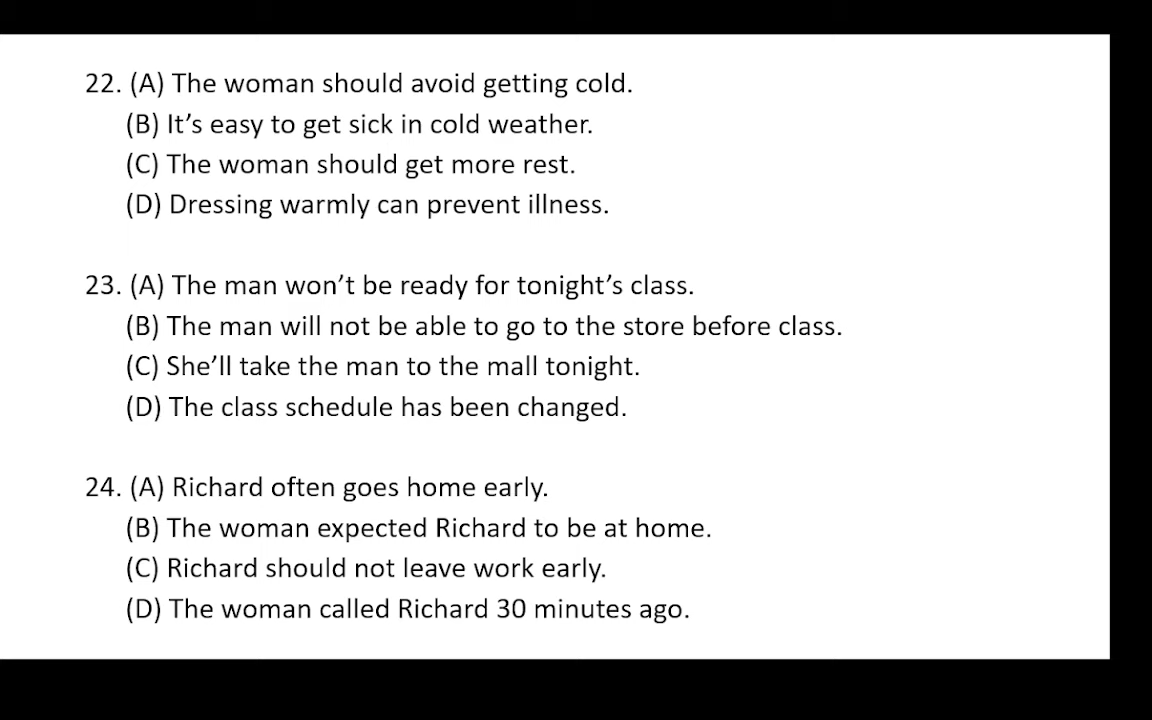 22. (A) The woman should avoid getting cold.
(B) It’s easy to get sick in cold weather.
(C) The woman should get more rest.
(D) Dressing warmly can prevent illness.
23. (A) The man won’t be ready for tonight’s class.
(B) The man will not be able to go to the store before class.
(C) She’ll take the man to the mall tonight.
(D) The class schedule has been changed.
24. (A) Richard often goes home early.
(B) The woman expected Richard to be at home.
(C) Richard should not leave work early.
(D) The woman called Richard 30 minutes ago.